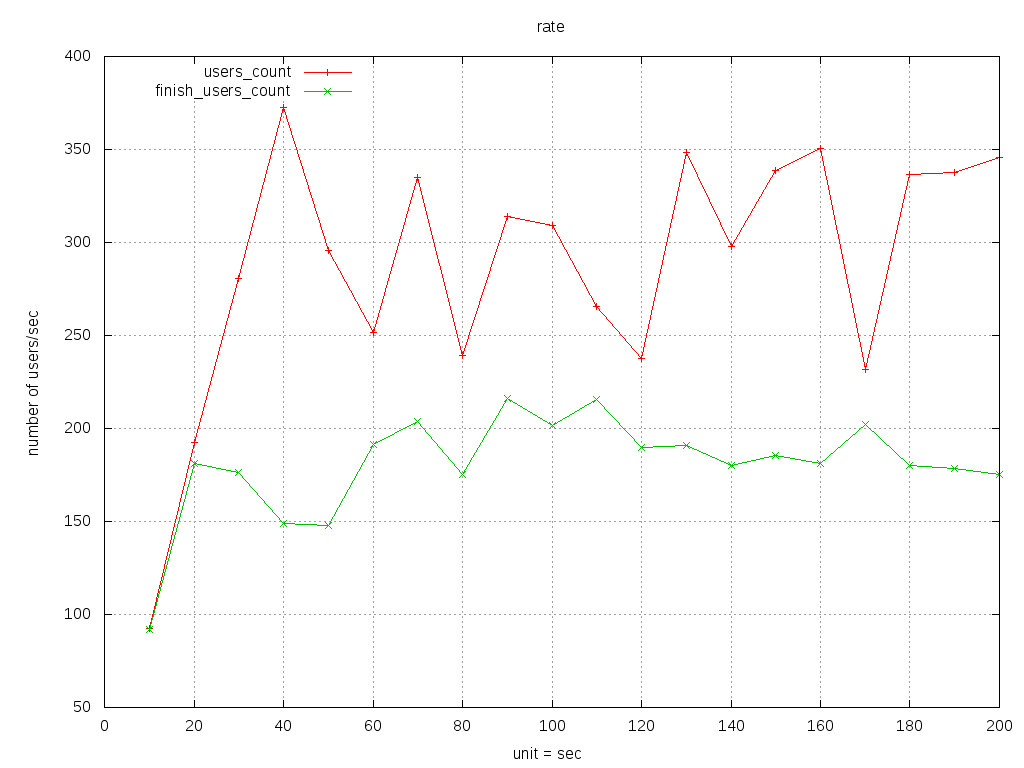 rate
users_count
finish_users_count
400
350
300
250
200
150
100
50
number of users/sec
0 20 40 60 80 100 120 140 160 180 200
unit = sec